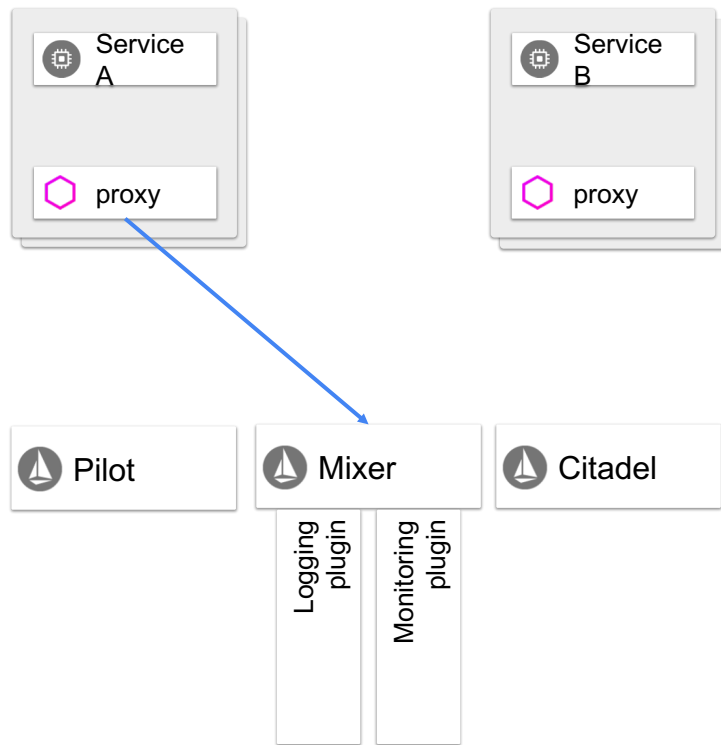 Service
A
Service
B
proxy
proxy
Pilot
Mixer
Citadel
Logging
plugin
Monitoring
plugin